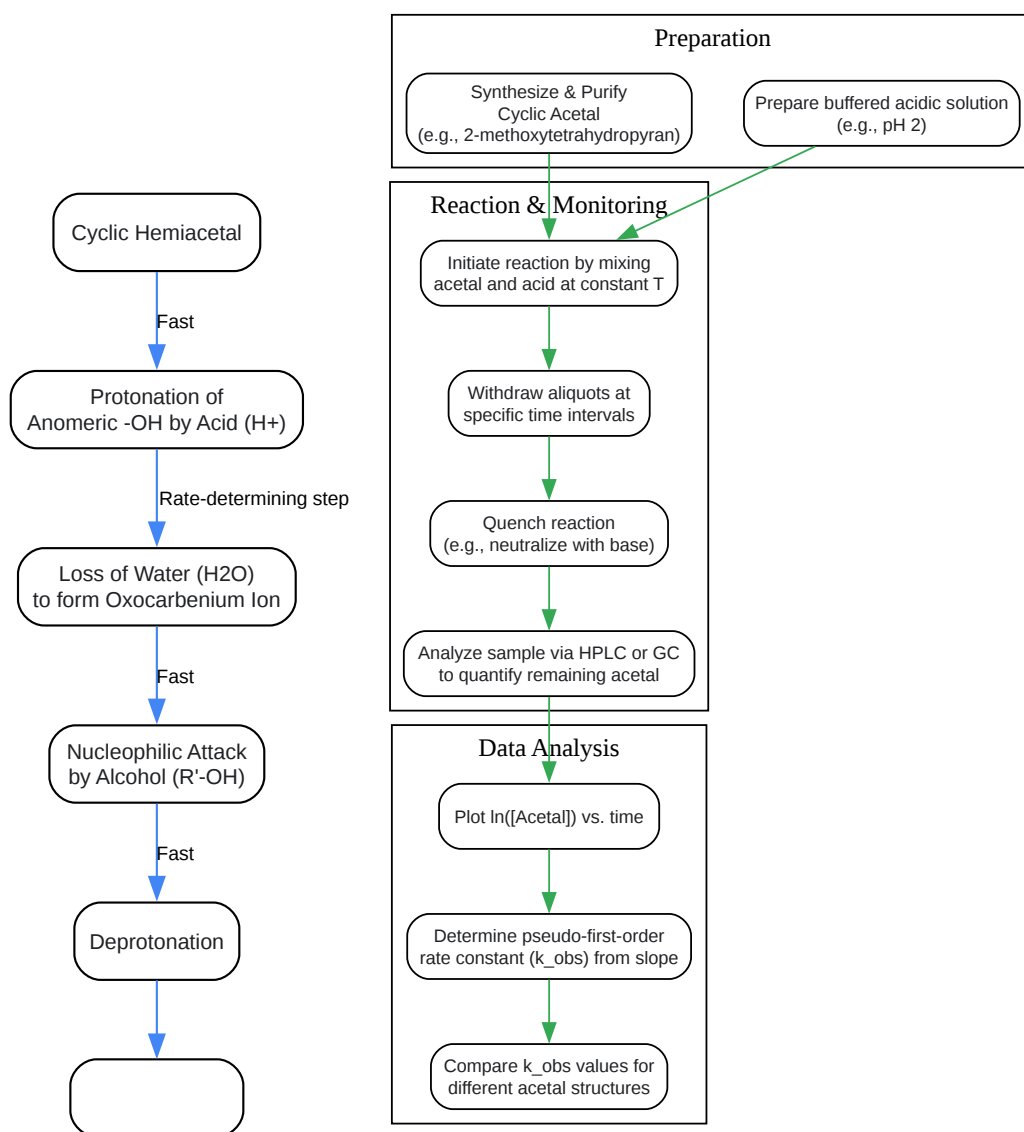 Cyclic Hemiacetal
Fast
Protonation of
Anomeric -OH by Acid (H+)
Rate-determining step
Loss of Water (H2O)
to form Oxocarbenium Ion
Fast
Nucleophilic Attack
by Alcohol (R'-OH)
Fast
Deprotonation
Preparation
Synthesize & Purify
Cyclic Acetal
(e.g., 2-methoxytetrahydropyran)
Prepare buffered acidic solution
(e.g., pH 2)
Reaction & Monitoring
Initiate reaction by mixing
acetal and acid at constant T
Withdraw aliquots at
specific time intervals
Quench reaction
(e.g., neutralize with base)
Analyze sample via HPLC or GC
to quantify remaining acetal
Data Analysis
Plot ln([Acetal]) vs. time
Determine pseudo-first-order
rate constant (k_obs) from slope
Compare k_obs values for
different acetal structures